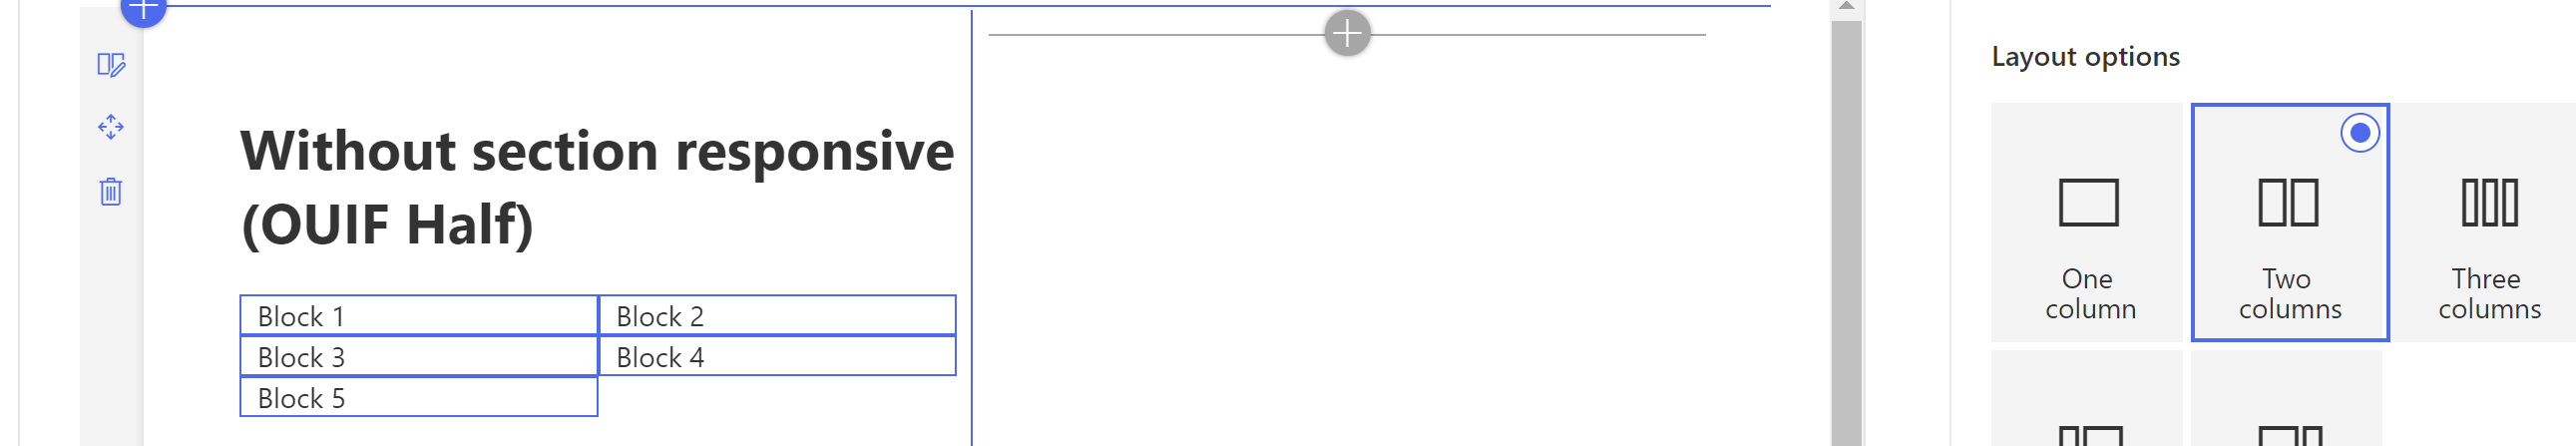 Without section responsive
(OUIF Half)
Block 1
Block 2
Block 3
Block 4
Block 5
Layout options
One
column
Two
columns
Three
columns